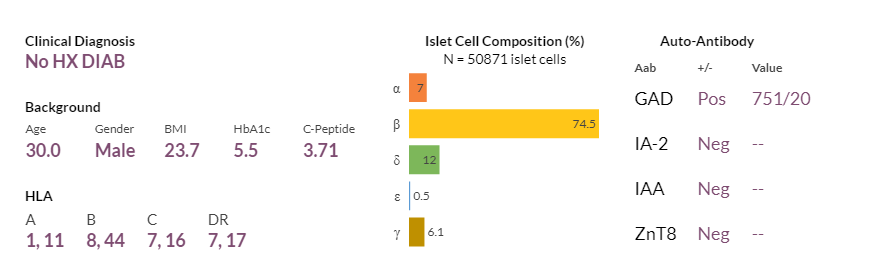 Clinical Diagnosis
No HX DIAB
Background
Age Gender BMI HbA1c C-Peptide
30.0 Male 23.7 5.5 3.71
HLA
A B C DR
1, 11 8, 44 7, 16 7, 17
Islet Cell Composition (%)
N = 50871 islet cells
α 7
β 74.5
δ 12
ε 0.5
γ 6.1
Auto-Antibody
Aab +/- Value
GAD Pos 751/20
IA-2 Neg --
IAA Neg --
ZnT8 Neg --